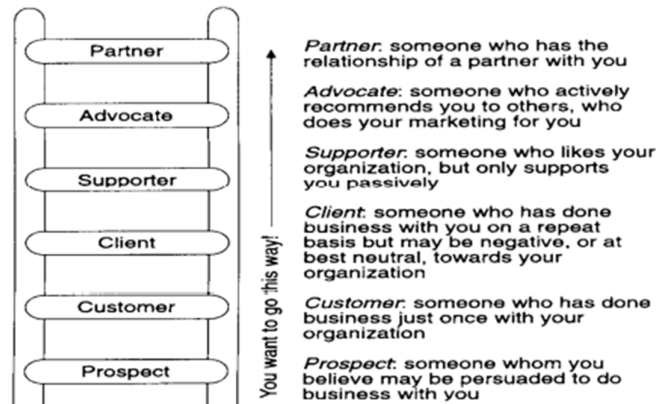 Partner
Advocate
Supporter
Client
Customer
Prospect
You want to go this way!
Partner: someone who has the
relationship of a partner with you
Advocate: someone who actively
recommends you to others, who
does your marketing for you
Supporter: someone who likes your
organization, but only supports
you passively
Client: someone who has done
business with you on a repeat
basis but may be negative, or at
best neutral, towards your
organization
Customer: someone who has done
business just once with your
organization
Prospect: someone whom you
believe may be persuaded to do
business with you